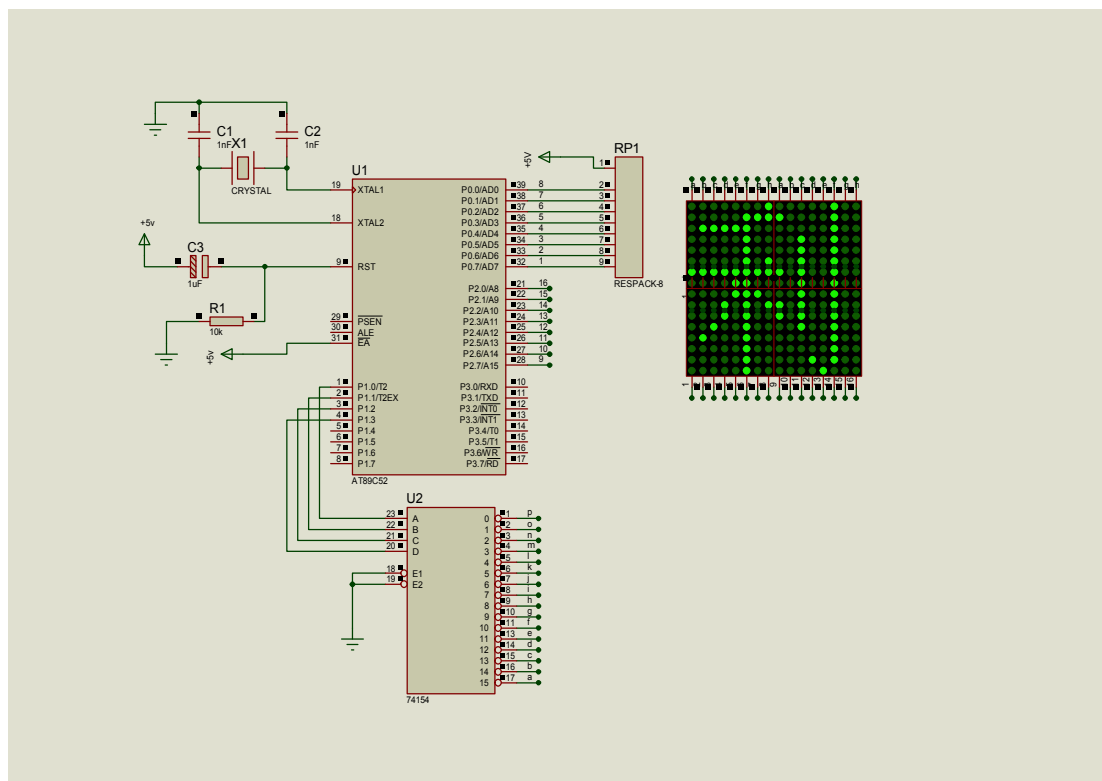 C1
1nF
C2
1nF
X1
CRYSTAL
+5v
C3
1uF
R1
10k
+5v
U1
19 XTAL1
18 XTAL2
9 RST
29 PSEN
30 ALE
31 EA
1 P1.0/T2
2 P1.1/T2EX
3 P1.2
4 P1.3
5 P1.4
6 P1.5
7 P1.6
8 P1.7
P0.0/AD0 39 8
P0.1/AD1 38 7
P0.2/AD2 37 6
P0.3/AD3 36 5
P0.4/AD4 35 4
P0.5/AD5 34 3
P0.6/AD6 33 2
P0.7/AD7 32 1
P2.0/A8 21 16
P2.1/A9 22 15
P2.2/A10 23 14
P2.3/A11 24 13
P2.4/A12 25 12
P2.5/A13 26 11
P2.6/A14 27 10
P2.7/A15 28 9
P3.0/RXD 10
P3.1/TXD 11
P3.2/INT0 12
P3.3/INT1 13
P3.4/T0 14
P3.5/T1 15
P3.6/WR 16
P3.7/RD 17
AT89C52
+5V
RP1
1
2
3
4
5
6
7
8
9
RESPACK-8
利
U2
23 A
22 B
21 C
20 D
18 E1
19 E2
0 1 p
1 2 o
2 3 n
3 4 m
4 5 l
5 6 k
6 7 j
7 8 i
8 9 h
9 10 g
10 11 f
11 13 e
12 14 d
13 15 c
14 16 b
15 17 a
74154